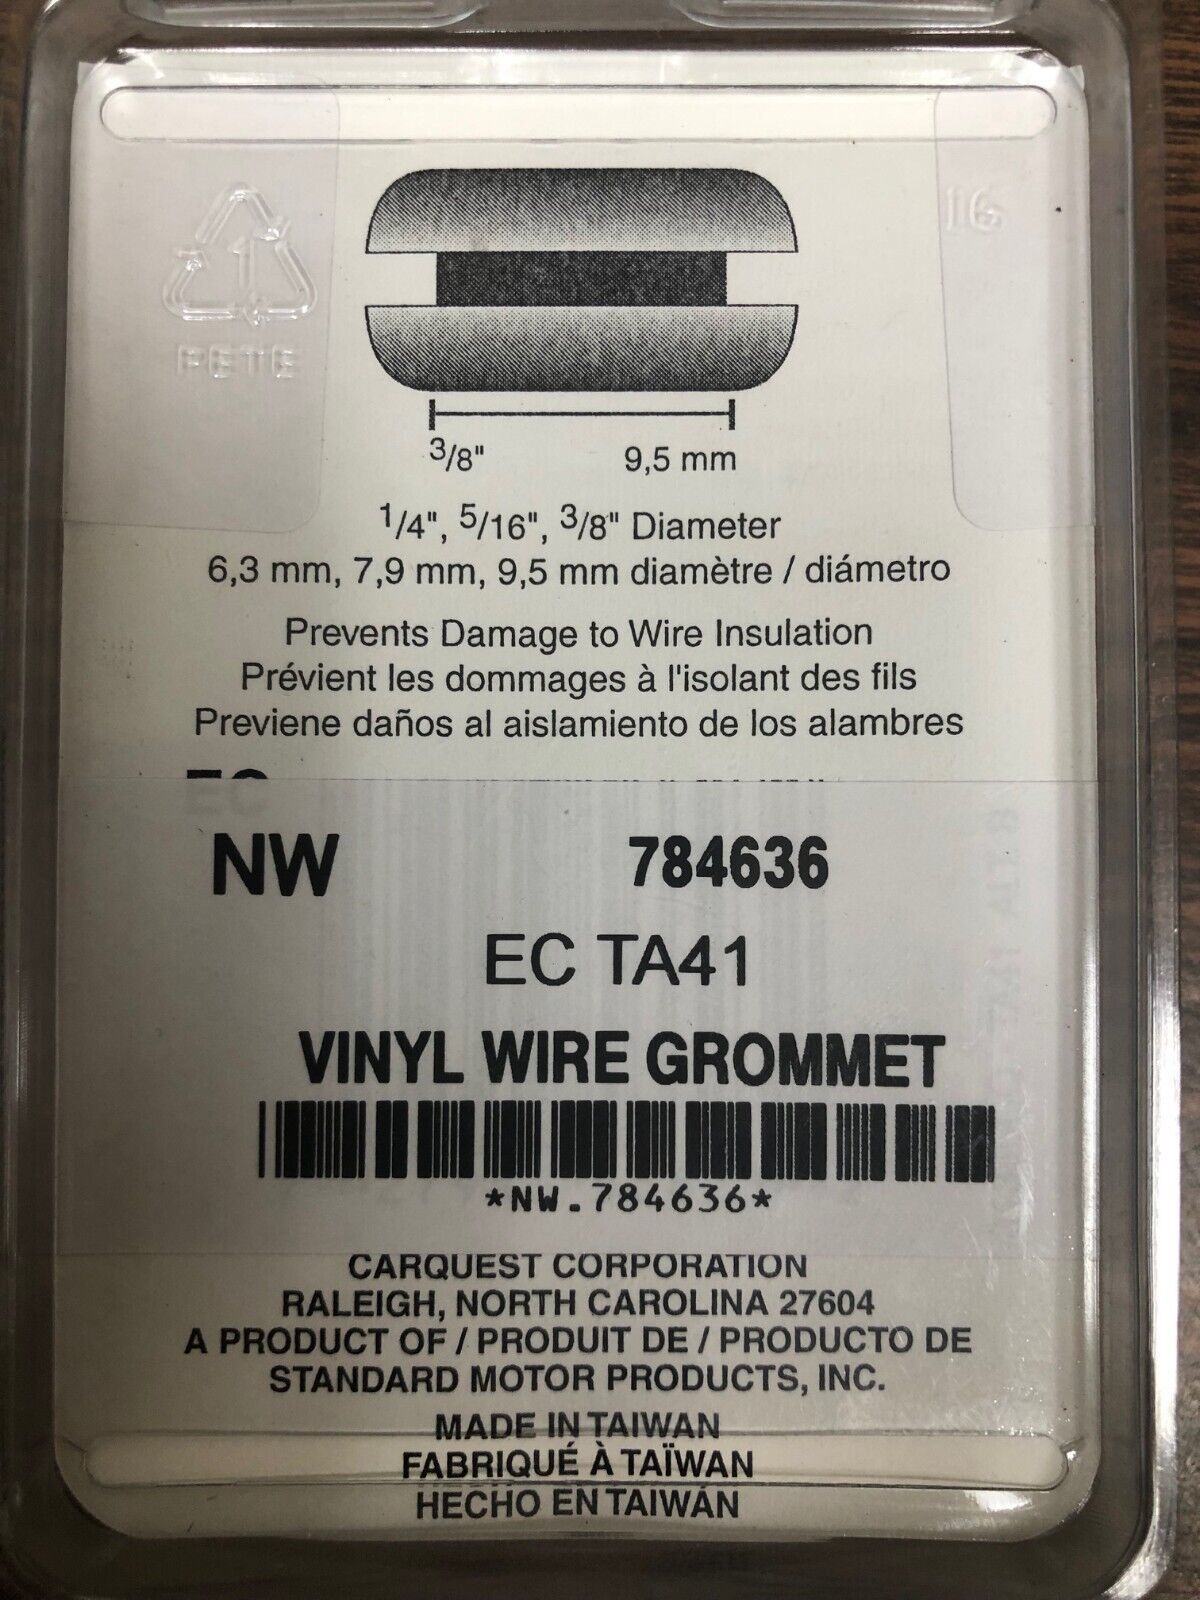 16
1
PETE
3/8" 9,5 mm
1/4", 5/16", 3/8" Diameter
6,3 mm, 7,9 mm, 9,5 mm diamètre / diámetro
Prevents Damage to Wire Insulation
Prévient les dommages à l'isolant des fils
Previene daños al aislamiento de los alambres
EC
NW 784636
EC TA41
VINYL WIRE GROMMET
*NW.784636*
CARQUEST CORPORATION
RALEIGH, NORTH CAROLINA 27604
A PRODUCT OF / PRODUIT DE / PRODUCTO DE
STANDARD MOTOR PRODUCTS, INC.
MADE IN TAIWAN
FABRIQUÉ À TAÏWAN
HECHO EN TAIWÁN